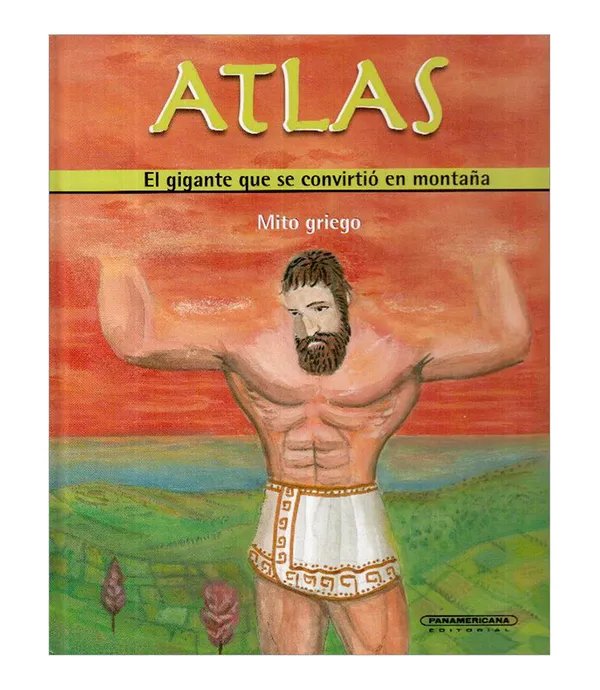 ATLAS
El gigante que se convirtió en montaña
Mito griego
PANAMERICANA
EDITORIAL